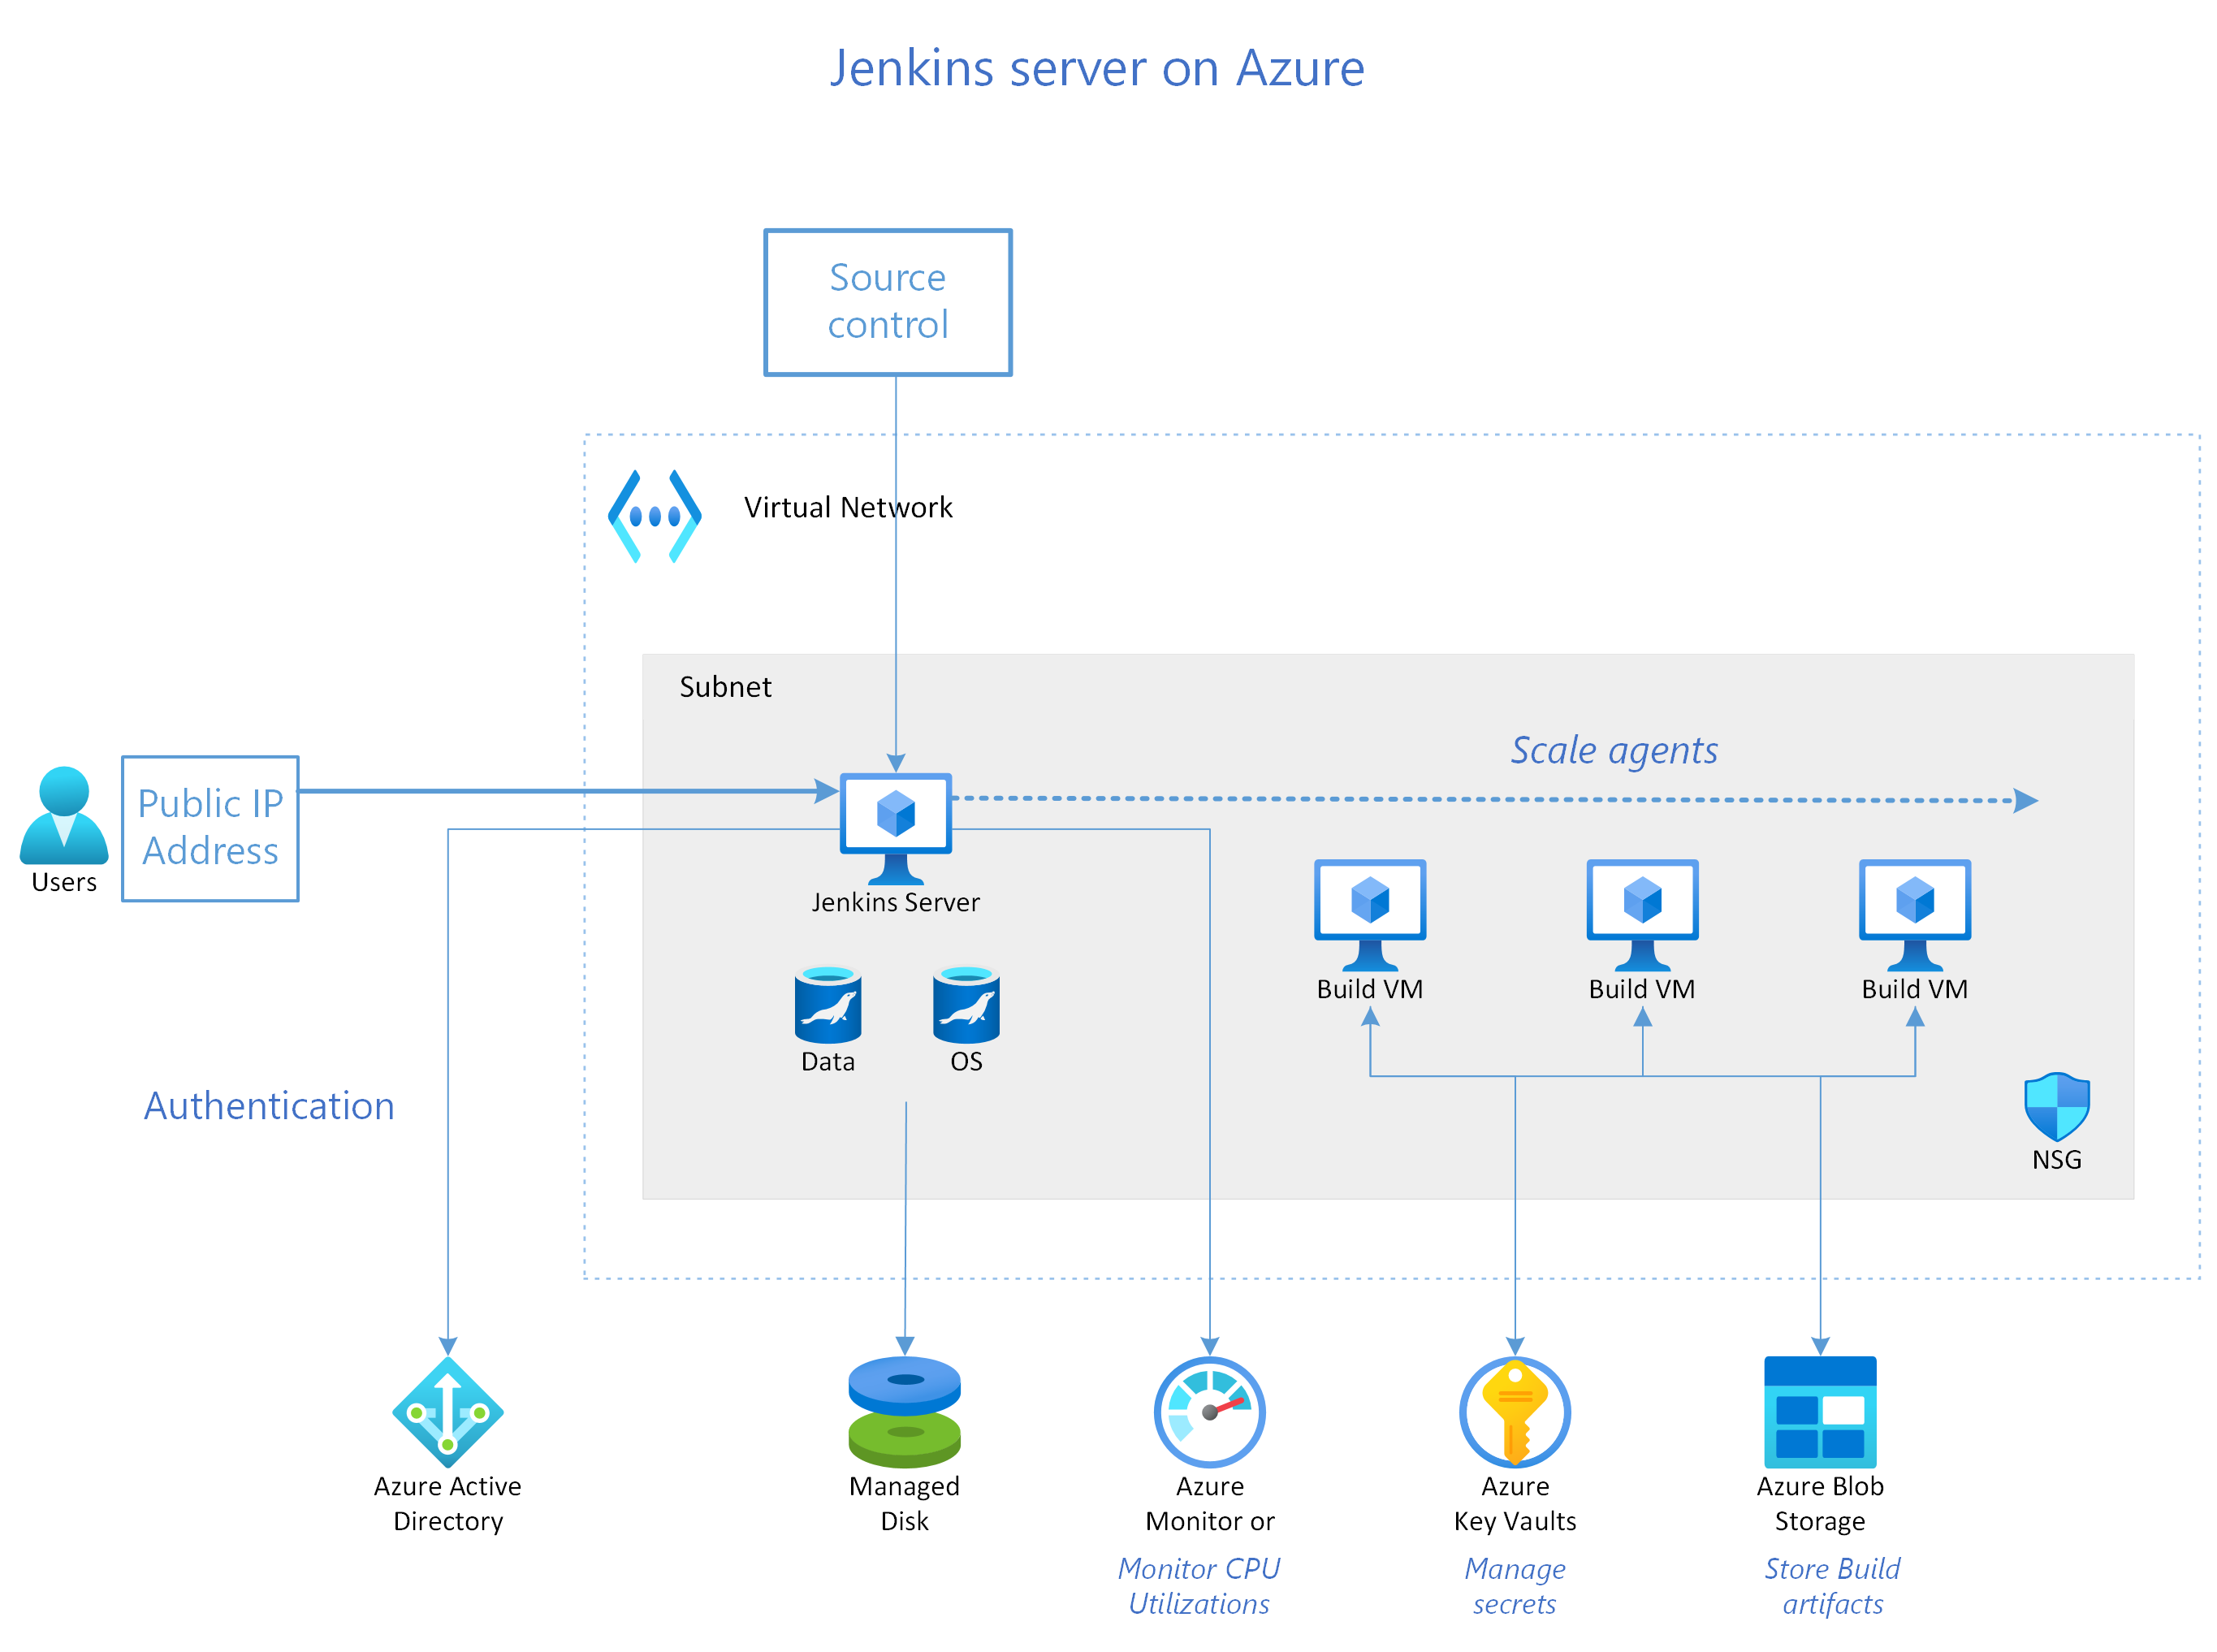 Jenkins server on Azure
Source
control
Virtual Network
Subnet
Scale agents
Public IP
Address
Users
Jenkins Server
Build VM
Build VM
Build VM
Data
OS
Authentication
NSG
Azure Active
Directory
Managed
Disk
Azure
Monitor or
Monitor CPU
Utilizations
Azure
Key Vaults
Manage
secrets
Azure Blob
Storage
Store Build
artifacts